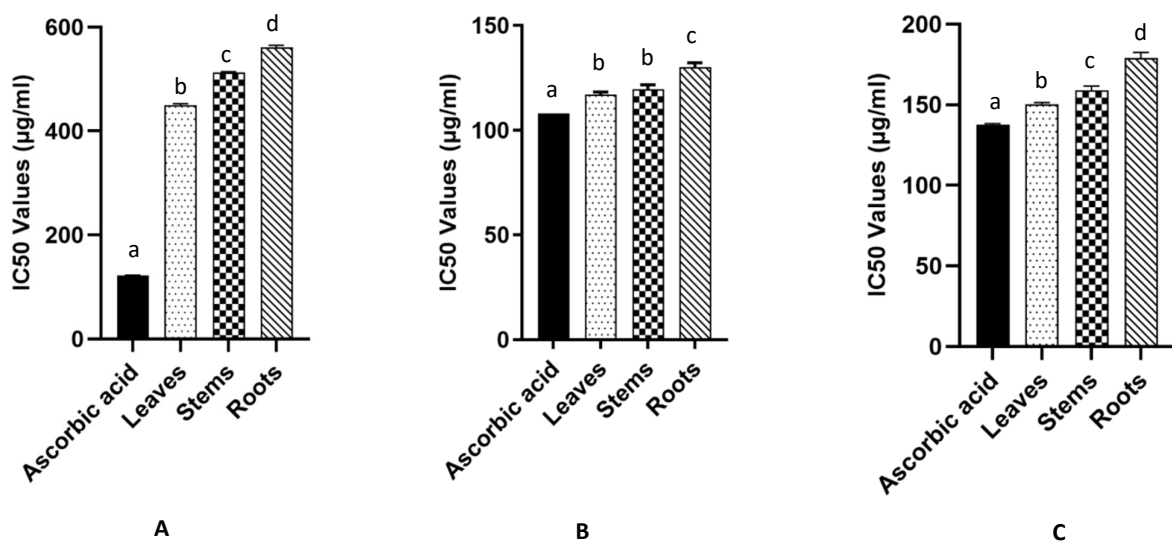 IC50 Values (µg/ml)
600
400
200
0
a
b
c
d
Ascorbic acid
Leaves
Stems
Roots
A
IC50 Values (µg/ml)
150
100
50
0
a
b
b
c
Ascorbic acid
Leaves
Stems
Roots
B
IC50 Values (µg/ml)
200
150
100
50
0
a
b
c
d
Ascorbic acid
Leaves
Stems
Roots
C